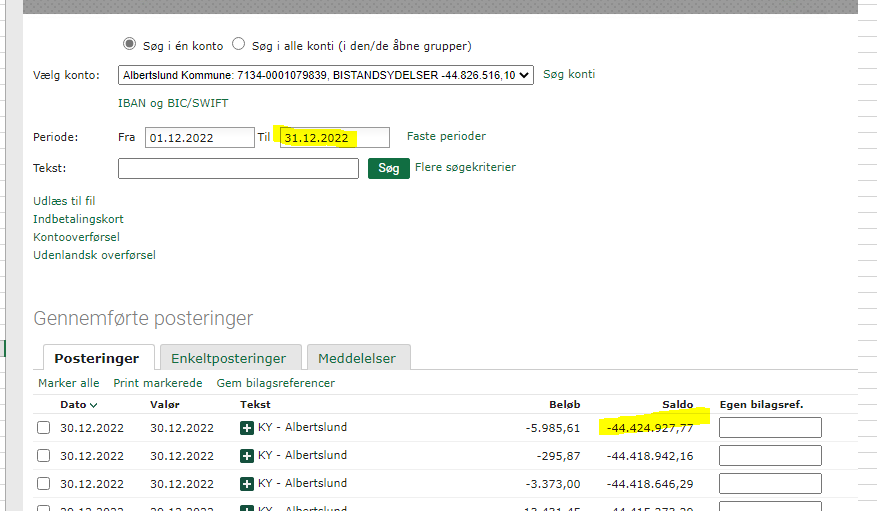 Søg i én konto Søg i alle konti (i den/de åbne grupper)
Vælg konto: Albertslund Kommune: 7134-0001079839, BISTANDSYDELSER -44.826.516,10 Søg konti
IBAN og BIC/SWIFT
Periode: Fra 01.12.2022 Til 31.12.2022 Faste perioder
Tekst: Søg Flere søgekriterier
Udlæs til fil
Indbetalingskort
Kontooverførsel
Udenlandsk overførsel
Gennemførte posteringer
Posteringer Enkeltposteringer Meddelelser
Marker alle Print markerede Gem bilagsreferencer
Dato Valør Tekst Beløb Saldo Egen bilagsref.
30.12.2022 30.12.2022 KY - Albertslund -5.985,61 -44.424.927,77
30.12.2022 30.12.2022 KY - Albertslund -295,87 -44.418.942,16
30.12.2022 30.12.2022 KY - Albertslund -3.373,00 -44.418.646,29
KY - Albertslund